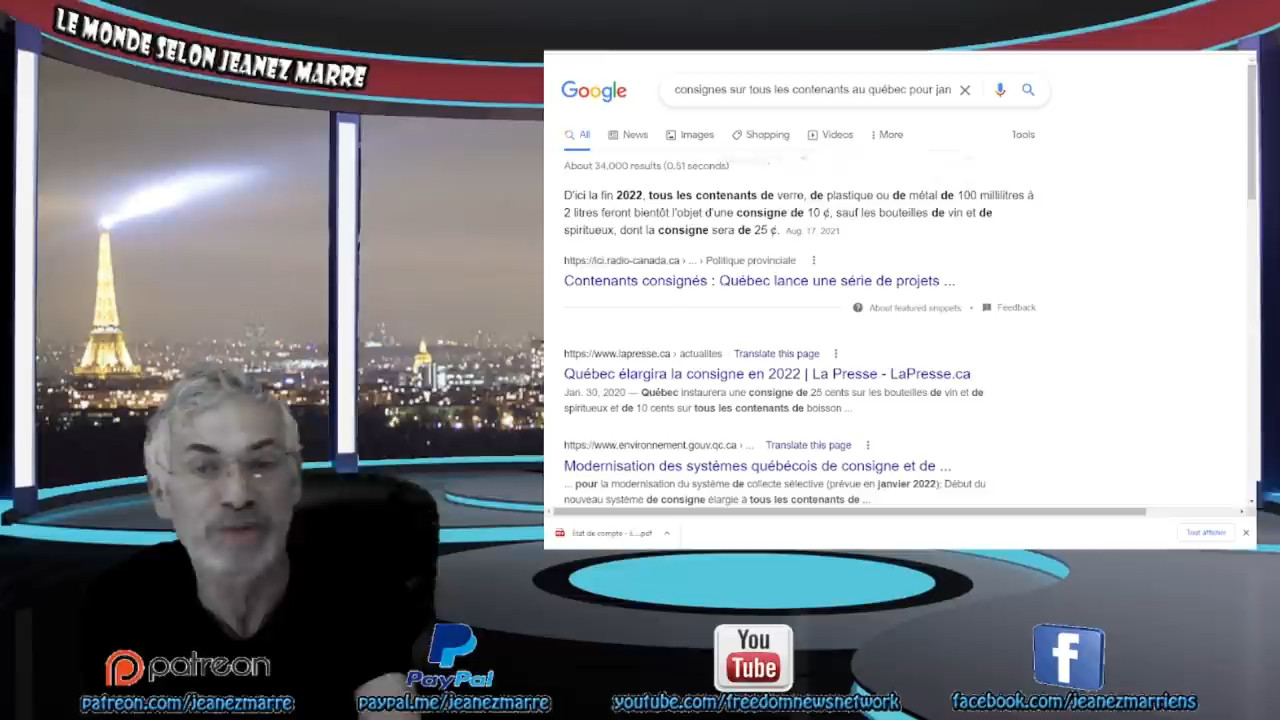 LE MONDE SELON JEANEZ MARRE
Google
consignes sur tous les contenants au québec pour jan
All News Images Shopping Videos More Tools
About 34,000 results (0.51 seconds)
D'ici la fin 2022, tous les contenants de verre, de plastique ou de métal de 100 millilitres à
2 litres feront bientôt l'objet d'une consigne de 10 ¢, sauf les bouteilles de vin et de
spiritueux, dont la consigne sera de 25 ¢. Aug. 17, 2021
https://ici.radio-canada.ca › ... › Politique provinciale
Contenants consignés : Québec lance une série de projets ...
About featured snippets • Feedback
https://www.lapresse.ca › actualites Translate this page
Québec élargira la consigne en 2022 | La Presse - LaPresse.ca
Jan. 30, 2020 — Québec instaurera une consigne de 25 cents sur les bouteilles de vin et de
spiritueux et de 10 cents sur tous les contenants de boisson ...
https://www.environnement.gouv.qc.ca › ... Translate this page
Modernisation des systèmes québécois de consigne et de ...
... pour la modernisation du système de collecte sélective (prévue en janvier 2022); Début du
nouveau système de consigne élargie à tous les contenants de ...
État de compte - il....pdf
Tout afficher
patreon
patreon.com/jeanezmarre
PayPal
paypal.me/jeanezmarre
You
Tube
youtube.com/freedomnewsnetwork
f
facebook.com/jeanezmarriens